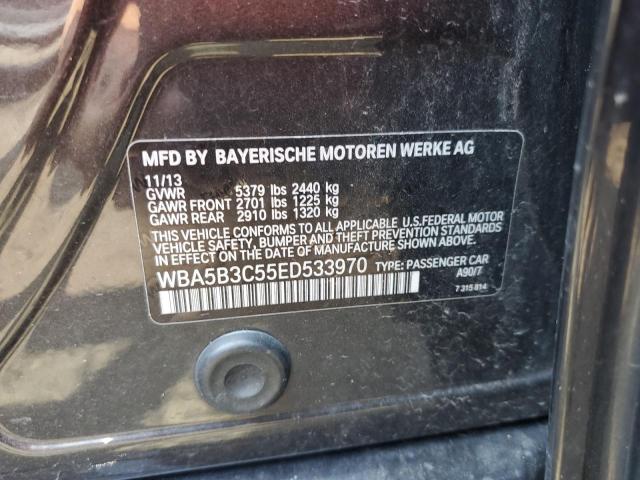 MFD BY BAYERISCHE MOTOREN WERKE AG
11/13
GVWR 5379 lbs 2440 kg
GAWR FRONT 2701 lbs 1225 kg
GAWR REAR 2910 lbs 1320 kg
THIS VEHICLE CONFORMS TO ALL APPLICABLE U.S.FEDERAL MOTOR
VEHICLE SAFETY, BUMPER AND THEFT PREVENTION STANDARDS
IN EFFECT ON THE DATE OF MANUFACTURE SHOWN ABOVE.
WBA5B3C55ED533970 TYPE: PASSENGER CAR
A90/7
7 315 814